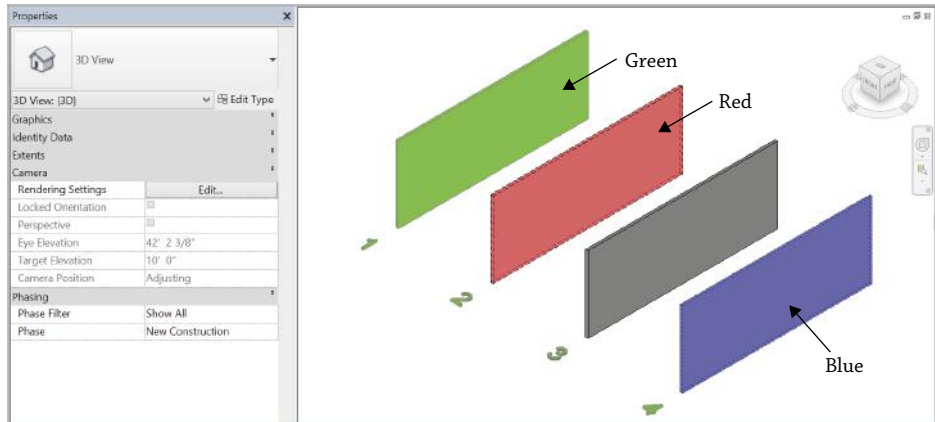 Properties X
3D View
3D View: {3D} Edit Type
Graphics
Identity Data
Extents
Camera
Rendering Settings Edit...
Locked Orientation
Perspective
Eye Elevation 42' 2 3/8"
Target Elevation 10' 0"
Camera Position Adjusting
Phasing
Phase Filter Show All
Phase New Construction
Green
Red
Blue
1
2
3
4